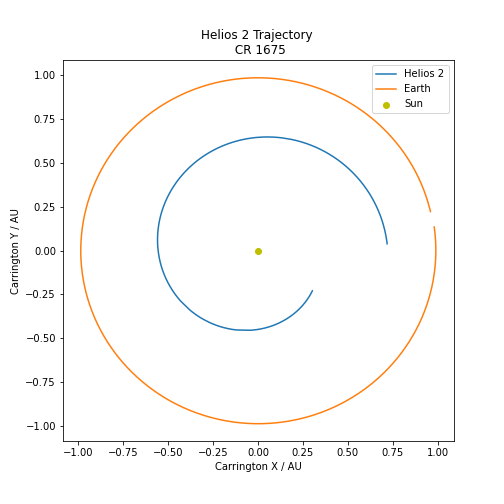 Helios 2 Trajectory
CR 1675
Helios 2
Earth
Sun
1.00
0.75
0.50
0.25
0.00
−0.25
−0.50
−0.75
−1.00
Carrington Y / AU
−1.00 −0.75 −0.50 −0.25 0.00 0.25 0.50 0.75 1.00
Carrington X / AU